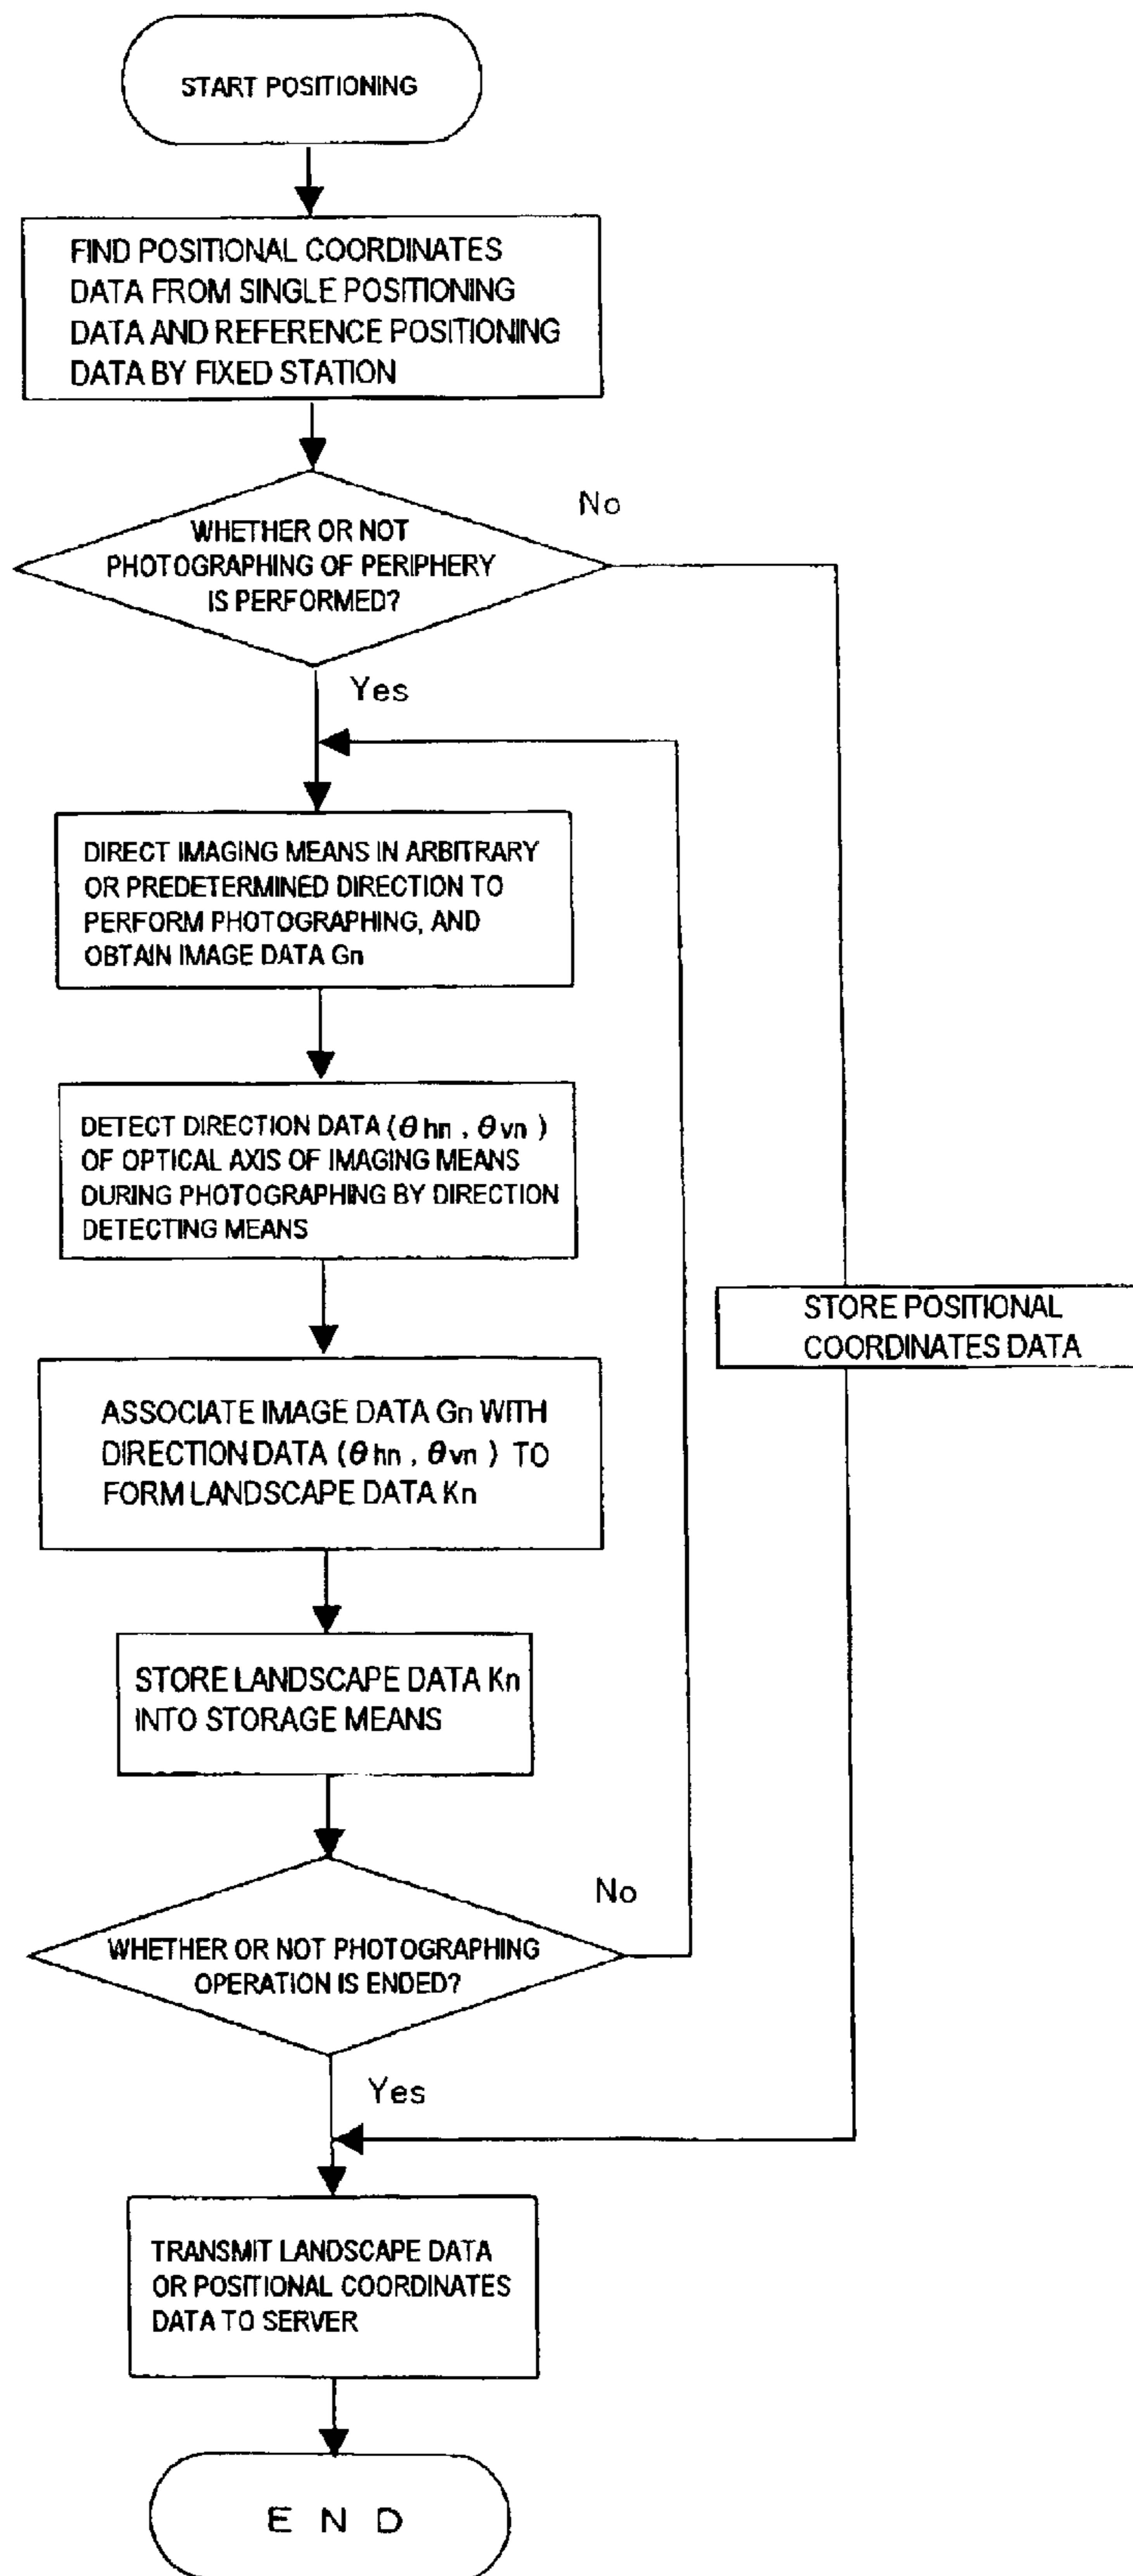 START POSITIONING
FIND POSITIONAL COORDINATES
DATA FROM SINGLE POSITIONING
DATA AND REFERENCE POSITIONING
DATA BY FIXED STATION
WHETHER OR NOT
PHOTOGRAPHING OF PERIPHERY
IS PERFORMED?
No
Yes
DIRECT IMAGING MEANS IN ARBITRARY
OR PREDETERMINED DIRECTION TO
PERFORM PHOTOGRAPHING, AND
OBTAIN IMAGE DATA Gn
DETECT DIRECTION DATA (θhn , θvn )
OF OPTICAL AXIS OF IMAGING MEANS
DURING PHOTOGRAPHING BY DIRECTION
DETECTING MEANS
STORE POSITIONAL
COORDINATES DATA
ASSOCIATE IMAGE DATA Gn WITH
DIRECTION DATA (θhn , θvn ) TO
FORM LANDSCAPE DATA Kn
STORE LANDSCAPE DATA Kn
INTO STORAGE MEANS
No
WHETHER OR NOT PHOTOGRAPHING
OPERATION IS ENDED?
Yes
TRANSMIT LANDSCAPE DATA
OR POSITIONAL COORDINATES
DATA TO SERVER
E N D